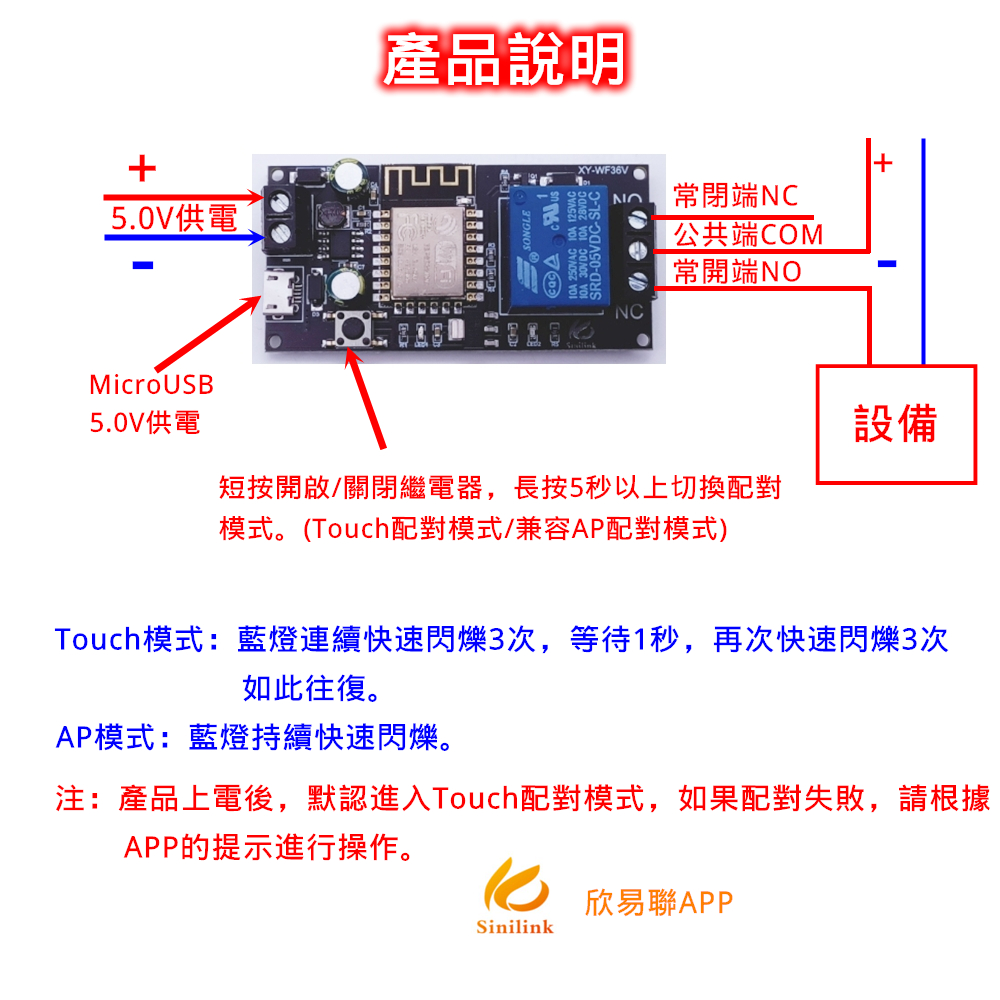 產品說明
+
5.0V供電
-
XY-WF36V
NO
SONGLE
10A 250VAC 10A 125VAC
10A 30VDC 10A 28VDC
SRD-05VDC-SL-C
CQC
NC
常閉端NC
公共端COM
常開端NO
+
-
設備
MicroUSB
5.0V供電
短按開啟/關閉繼電器，長按5秒以上切換配對
模式。(Touch配對模式/兼容AP配對模式)
Touch模式：藍燈連續快速閃爍3次，等待1秒，再次快速閃爍3次
如此往復。
AP模式：藍燈持續快速閃爍。
注：產品上電後，默認進入Touch配對模式，如果配對失敗，請根據
APP的提示進行操作。
Sinilink
欣易聯APP